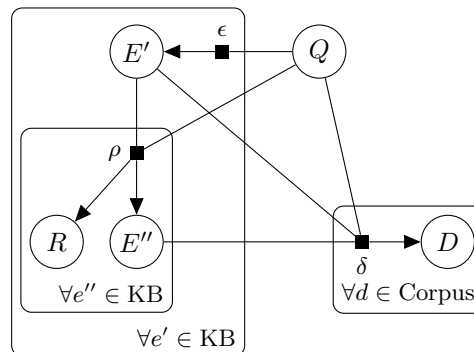 ϵ
E′
Q
ρ
R
E″
D
δ
∀e″ ∈ KB
∀d ∈ Corpus
∀e′ ∈ KB